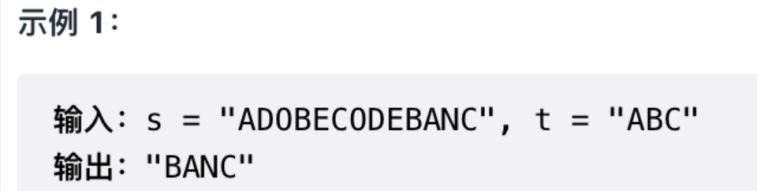 示例 1：
输入：s = "ADOBECODEBANC", t = "ABC"
输出："BANC"